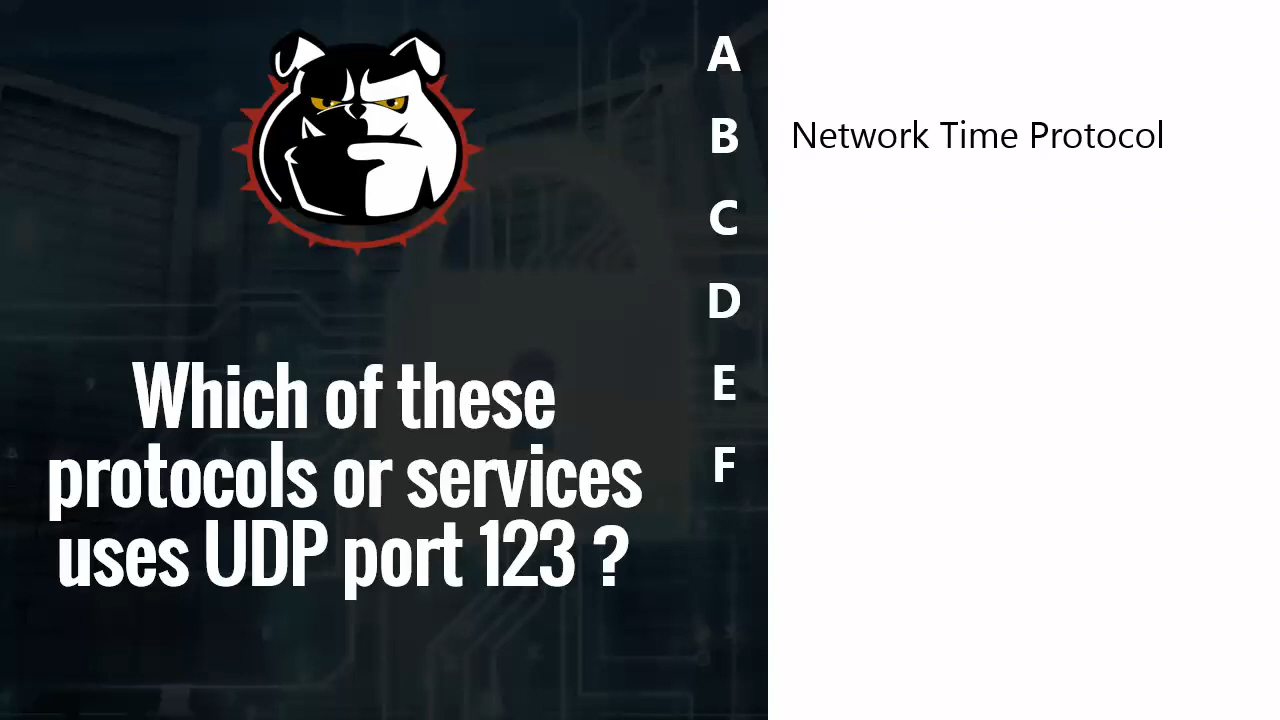 A
B
Network Time Protocol
C
D
E
F
Which of these
protocols or services
uses UDP port 123 ?